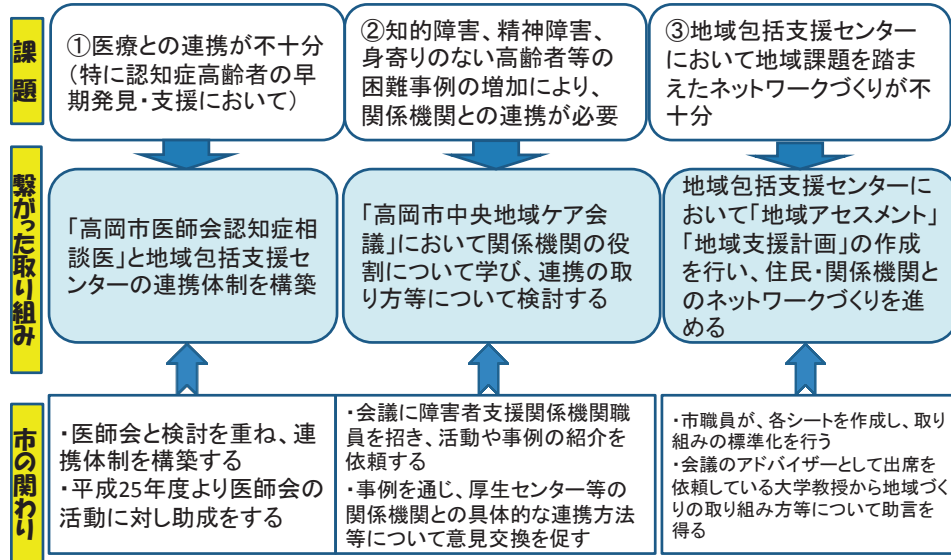 課題
①医療との連携が不十分
（特に認知症高齢者の早
期発見・支援において）
②知的障害、精神障害、
身寄りのない高齢者等の
困難事例の増加により、
関係機関との連携が必要
③地域包括支援センター
において地域課題を踏ま
えたネットワークづくりが不
十分
繋がった取り組み
「高岡市医師会認知症相
談医」と地域包括支援セ
ンターの連携体制を構築
「高岡市中央地域ケア会
議」において関係機関の役
割について学び、連携の取
り方等について検討する
地域包括支援センターに
おいて「地域アセスメント」
「地域支援計画」の作成
を行い、住民・関係機関と
のネットワークづくりを進
める
市の関わり
・医師会と検討を重ね、連
携体制を構築する
・平成25年度より医師会の
活動に対し助成をする
・会議に障害者支援関係機関職
員を招き、活動や事例の紹介を
依頼する
・事例を通じ、厚生センター等の
関係機関との具体的な連携方法
等について意見交換を促す
・市職員が、各シートを作成し、取り
組みの標準化を行う
・会議のアドバイザーとして出席を
依頼している大学教授から地域づく
りの取り組み方等について助言を
得る